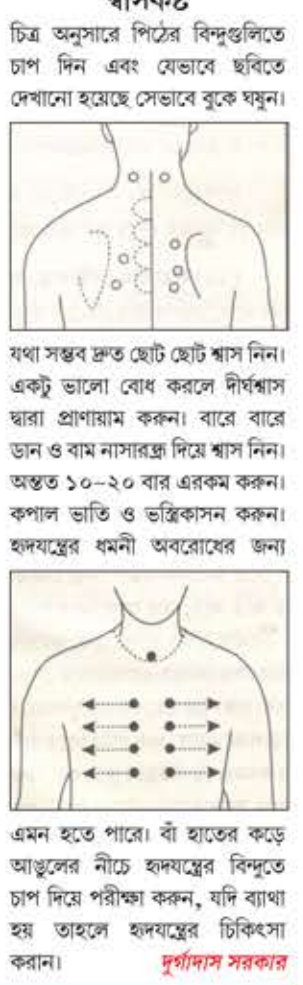 শ্বাসকষ্ট
চিত্র অনুসারে পিঠের বিন্দুগুলিতে
চাপ দিন এবং যেভাবে ছবিতে
দেখানো হয়েছে সেভাবে বুকে ঘষুন।
যথা সম্ভব দ্রুত ছোট ছোট শ্বাস নিন।
একটু ভালো বোধ করলে দীর্ঘশ্বাস
দ্বারা প্রাণায়াম করুন। বারে বারে
ডান ও বাম নাসারন্ধ্র দিয়ে শ্বাস নিন।
অন্তত ১০–২০ বার এরকম করুন।
কপাল ভাতি ও ভস্ত্রিকাসন করুন।
হৃদযন্ত্রের ধমনী অবরোধের জন্য
এমন হতে পারে। বাঁ হাতের কড়ে
আঙুলের নীচে হৃদযন্ত্রের বিন্দুতে
চাপ দিয়ে পরীক্ষা করুন, যদি ব্যাথা
হয় তাহলে হৃদযন্ত্রের চিকিৎসা
করান। দুর্গাদাস সরকার